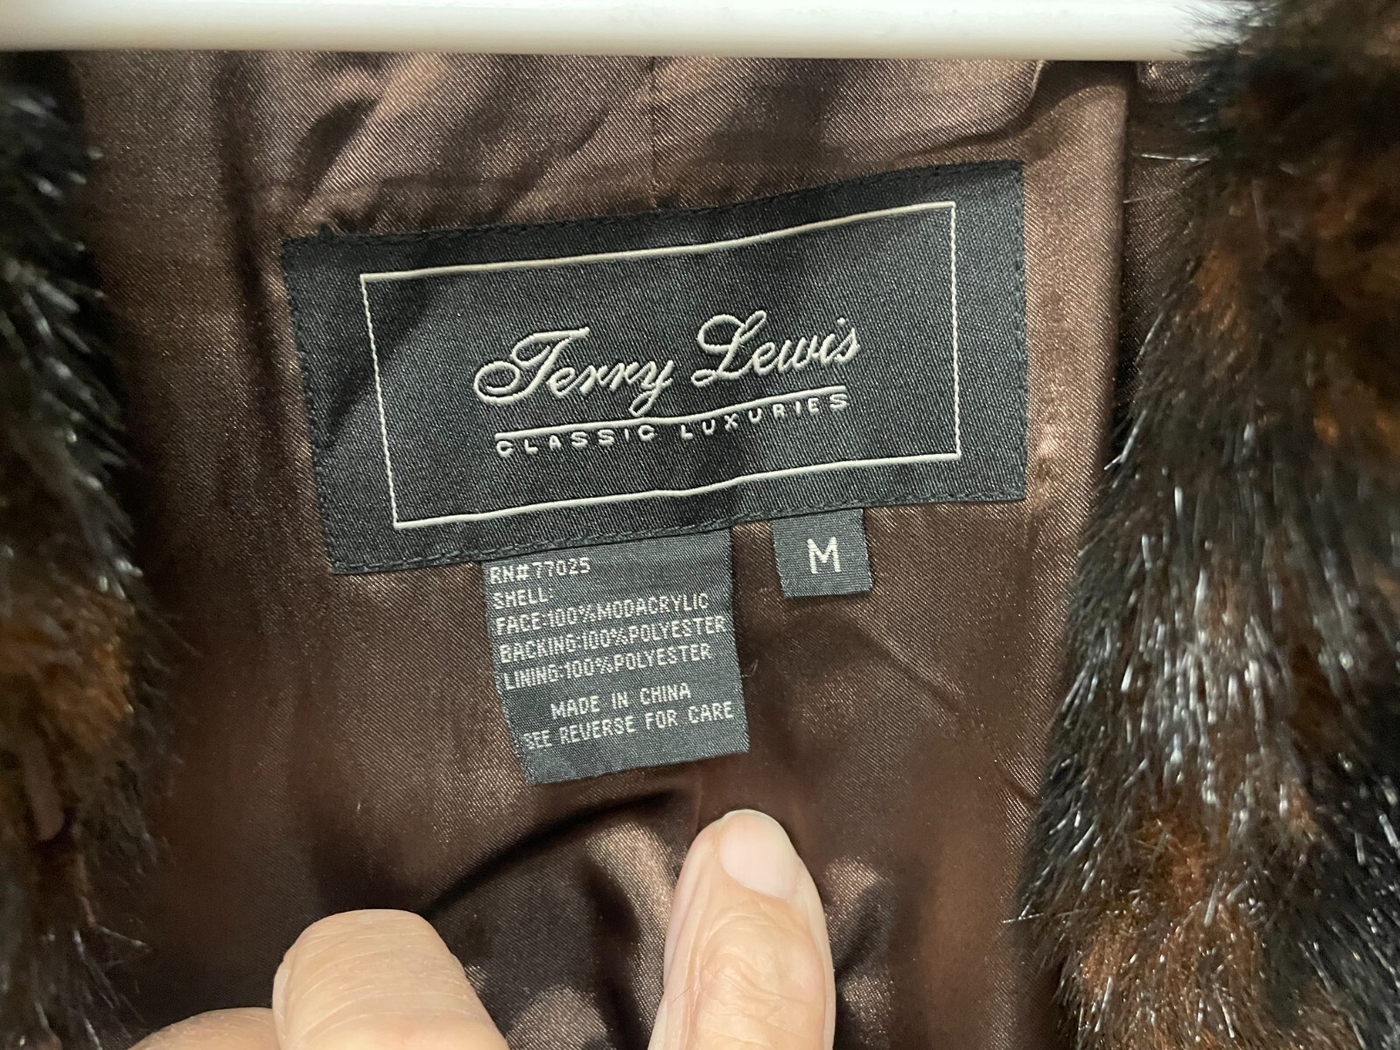 Terry Lewis
CLASSIC LUXURIES
M
RN#77025
SHELL:
FACE:100%MODACRYLIC
BACKING:100%POLYESTER
LINING:100%POLYESTER
MADE IN CHINA
SEE REVERSE FOR CARE